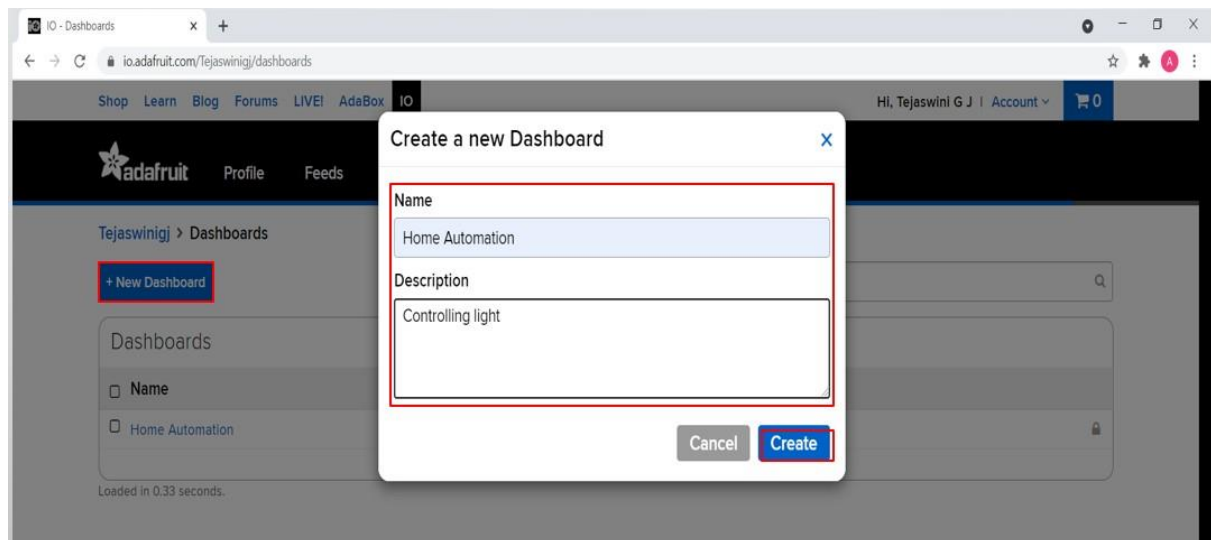 IO - Dashboards
io.adafruit.com/Tejaswinigj/dashboards
A
Shop Learn Blog Forums LIVE! AdaBox IO
Hi, Tejaswini G J | Account
0
adafruit
Profile
Feeds
Create a new Dashboard
X
Name
Home Automation
Description
Controlling light
Cancel
Create
Tejaswinigj > Dashboards
+ New Dashboard
Dashboards
Name
Home Automation
Loaded in 0.33 seconds.